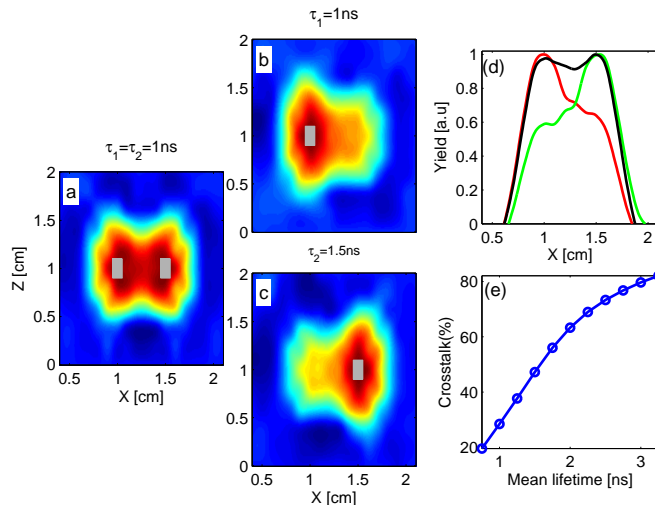 τ1=τ2=1ns
a
2
1.5
1
0.5
0
Z [cm]
0.5 1 1.5 2
X [cm]
τ1=1ns
b
2
1.5
1
0.5
0
τ2=1.5ns
c
2
1.5
1
0.5
0
0.5 1 1.5 2
X [cm]
(d)
1
0.8
0.6
0.4
0.2
0
Yield [a.u]
0.5 1 1.5 2
X [cm]
(e)
80
60
40
20
Crosstalk(%)
1 2 3
Mean lifetime [ns]